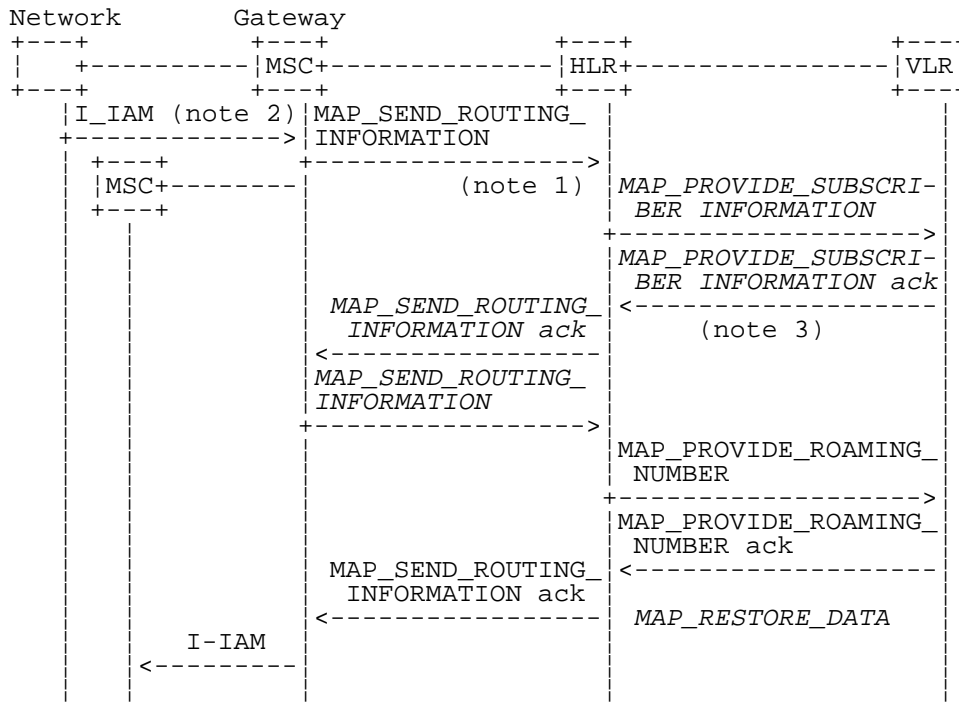 Network Gateway
MSC HLR VLR
I_IAM (note 2) MAP_SEND_ROUTING_
INFORMATION
MSC (note 1) MAP_PROVIDE_SUBSCRI-
BER INFORMATION
MAP_PROVIDE_SUBSCRI-
BER INFORMATION ack
MAP_SEND_ROUTING_
INFORMATION ack (note 3)
MAP_SEND_ROUTING_
INFORMATION
MAP_PROVIDE_ROAMING_
NUMBER
MAP_PROVIDE_ROAMING_
NUMBER ack
MAP_SEND_ROUTING_
INFORMATION ack
MAP_RESTORE_DATA
I-IAM